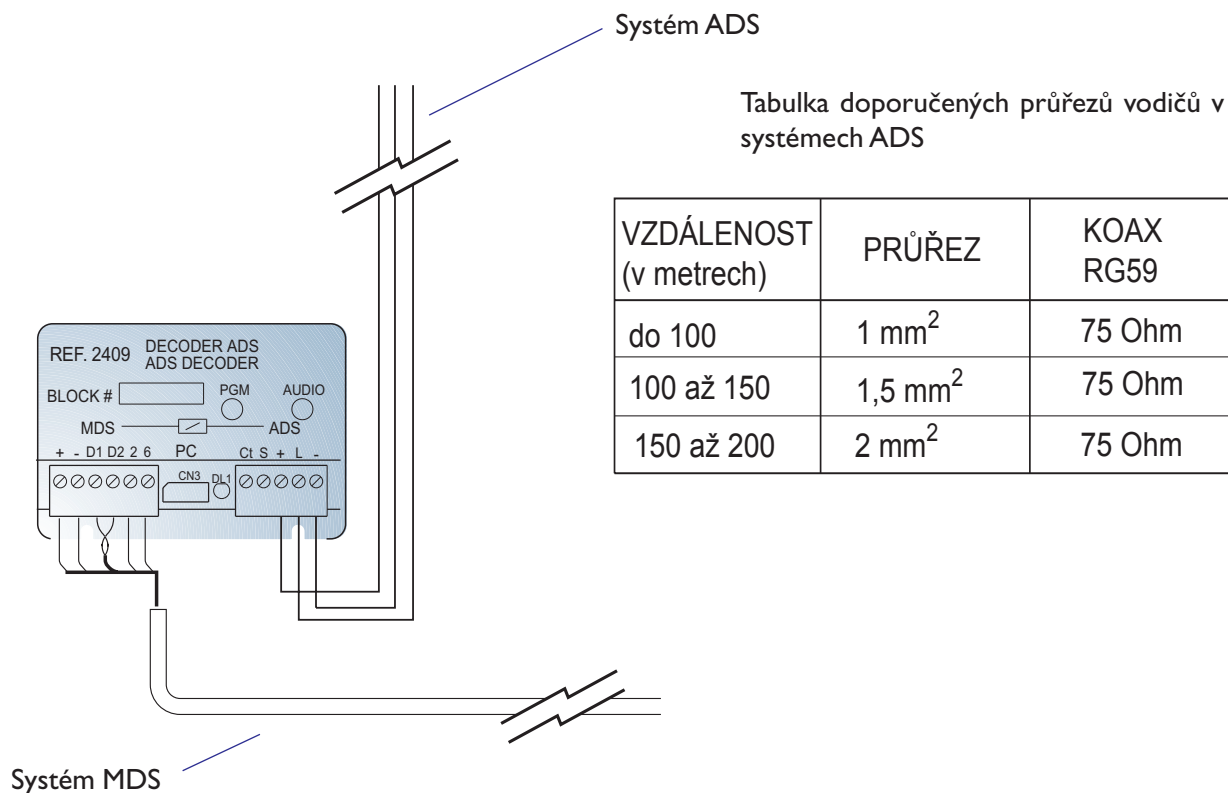 Systém ADS
Tabulka doporučených průřezů vodičů v
systémech ADS
VZDÁLENOST
(v metrech)
PRŮŘEZ
KOAX
RG59
do 100
1 mm²
75 Ohm
100 až 150
1,5 mm²
75 Ohm
150 až 200
2 mm²
75 Ohm
REF. 2409
DECODER ADS
ADS DECODER
BLOCK #
PGM
AUDIO
MDS
ADS
+ - D1 D2 2 6
PC
Ct S + L -
CN3
DL1
Systém MDS